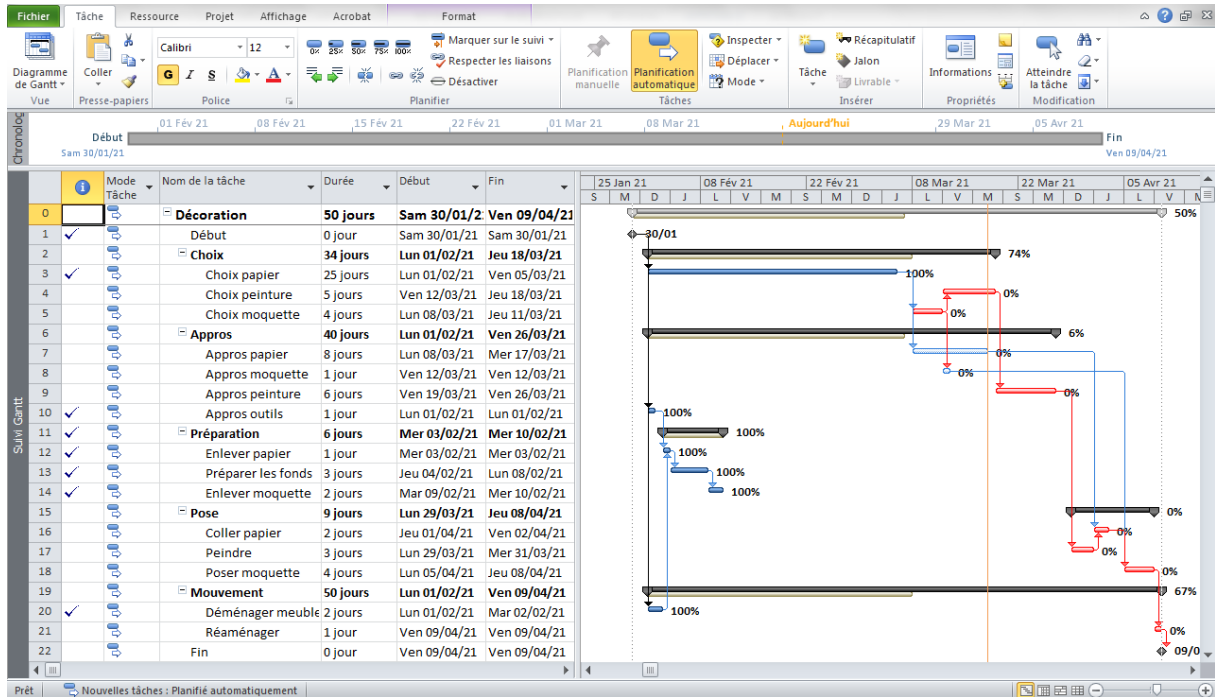 Fichier Tâche Ressource Projet Affichage Acrobat Format
Calibri 12 0% 25% 50% 75% 100% Marquer sur le suivi Inspecter Récapitulatif
Respecter les liaisons Déplacer Jalon
Diagramme de Gantt Coller G I S Désactiver Planification manuelle Planification automatique Mode Tâche Livrable Informations Atteindre la tâche
Vue Presse-papiers Police Planifier Tâches Insérer Propriétés Modification
Chronolog
01 Fév 21 08 Fév 21 15 Fév 21 22 Fév 21 01 Mar 21 08 Mar 21 Aujourd'hui 29 Mar 21 05 Avr 21
Début Fin
Sam 30/01/21 Ven 09/04/21
Mode Tâche Nom de la tâche Durée Début Fin 25 Jan 21 08 Fév 21 22 Fév 21 08 Mar 21 22 Mar 21 05 Avr 21
S M D J L V M S M D J L V M S M D J L V M
0 Décoration 50 jours Sam 30/01/2 Ven 09/04/21 50%
1 Début 0 jour Sam 30/01/21 Sam 30/01/21 30/01
2 Choix 34 jours Lun 01/02/21 Jeu 18/03/21 74%
3 Choix papier 25 jours Lun 01/02/21 Ven 05/03/21 100%
4 Choix peinture 5 jours Ven 12/03/21 Jeu 18/03/21 0%
5 Choix moquette 4 jours Lun 08/03/21 Jeu 11/03/21 0%
6 Appros 40 jours Lun 01/02/21 Ven 26/03/21 6%
7 Appros papier 8 jours Lun 08/03/21 Mer 17/03/21 0%
8 Appros moquette 1 jour Ven 12/03/21 Ven 12/03/21 0%
9 Appros peinture 6 jours Ven 19/03/21 Ven 26/03/21 0%
10 Appros outils 1 jour Lun 01/02/21 Lun 01/02/21 100%
11 Préparation 6 jours Mer 03/02/21 Mer 10/02/21 100%
12 Enlever papier 1 jour Mer 03/02/21 Mer 03/02/21 100%
13 Préparer les fonds 3 jours Jeu 04/02/21 Lun 08/02/21 100%
14 Enlever moquette 2 jours Mar 09/02/21 Mer 10/02/21 100%
15 Pose 9 jours Lun 29/03/21 Jeu 08/04/21 0%
16 Coller papier 2 jours Jeu 01/04/21 Ven 02/04/21 0%
17 Peindre 3 jours Lun 29/03/21 Mer 31/03/21 0%
18 Poser moquette 4 jours Lun 05/04/21 Jeu 08/04/21 0%
19 Mouvement 50 jours Lun 01/02/21 Ven 09/04/21 67%
20 Déménager meuble 2 jours Lun 01/02/21 Mar 02/02/21 100%
21 Réaménager 1 jour Ven 09/04/21 Ven 09/04/21 0%
22 Fin 0 jour Ven 09/04/21 Ven 09/04/21 09/0
Suivi Gantt
Prêt Nouvelles tâches : Planifié automatiquement